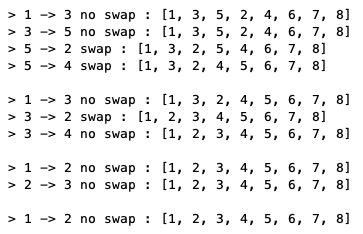 > 1 -> 3 no swap : [1, 3, 5, 2, 4, 6, 7, 8]
> 3 -> 5 no swap : [1, 3, 5, 2, 4, 6, 7, 8]
> 5 -> 2 swap : [1, 3, 2, 5, 4, 6, 7, 8]
> 5 -> 4 swap : [1, 3, 2, 4, 5, 6, 7, 8]
> 1 -> 3 no swap : [1, 3, 2, 4, 5, 6, 7, 8]
> 3 -> 2 swap : [1, 2, 3, 4, 5, 6, 7, 8]
> 3 -> 4 no swap : [1, 2, 3, 4, 5, 6, 7, 8]
> 1 -> 2 no swap : [1, 2, 3, 4, 5, 6, 7, 8]
> 2 -> 3 no swap : [1, 2, 3, 4, 5, 6, 7, 8]
> 1 -> 2 no swap : [1, 2, 3, 4, 5, 6, 7, 8]